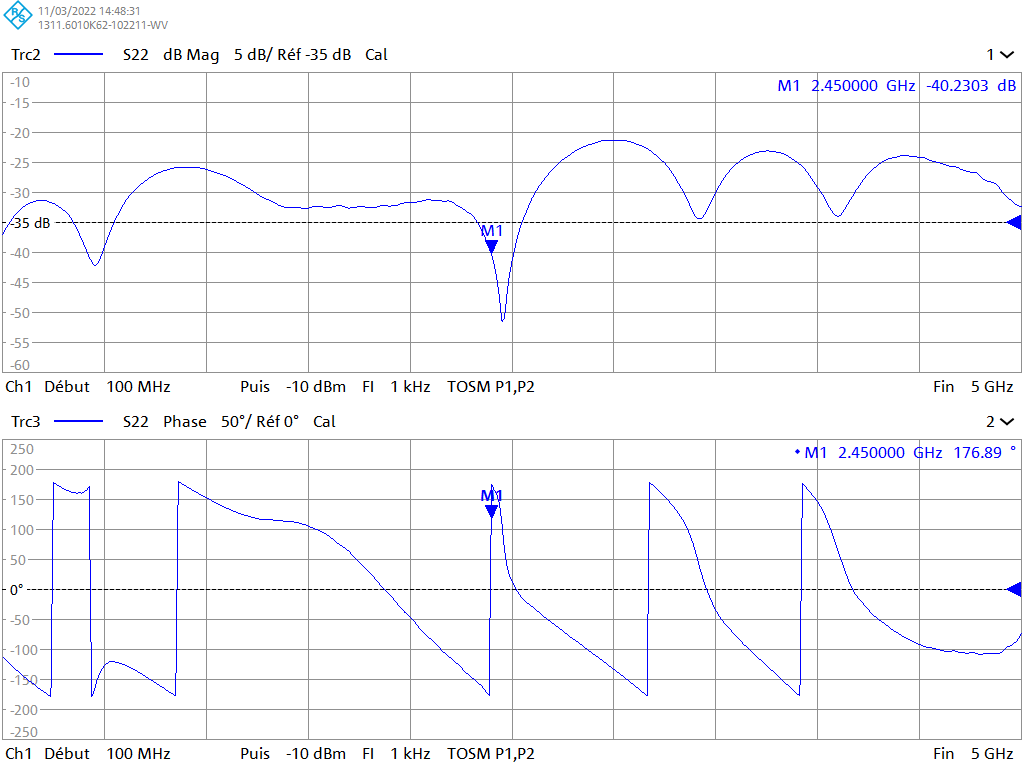 R&S
11/03/2022 14:48:31
1311.6010K62-102211-WV
Trc2 S22 dB Mag 5 dB/ Réf -35 dB Cal 1
M1 2.450000 GHz -40.2303 dB
-10
-15
-20
-25
-30
-35 dB
M1
-40
-45
-50
-55
-60
Ch1 Début 100 MHz Puis -10 dBm FI 1 kHz TOSM P1,P2 Fin 5 GHz
Trc3 S22 Phase 50°/ Réf 0° Cal 2
M1 2.450000 GHz 176.89 °
250
200
150
M1
100
50
0°
-50
-100
-150
-200
-250
Ch1 Début 100 MHz Puis -10 dBm FI 1 kHz TOSM P1,P2 Fin 5 GHz